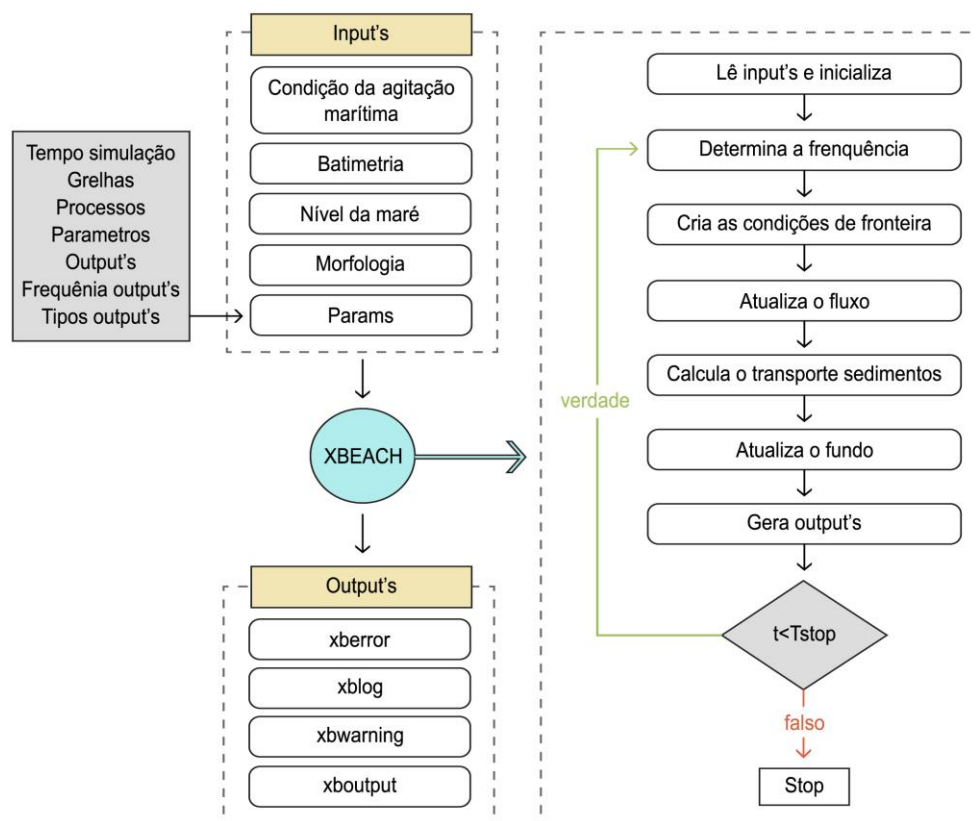 Input's
Condição da agitação
marítima
Batimetria
Nível da maré
Morfologia
Params
Tempo simulação
Grelhas
Processos
Parametros
Output's
Frequênia output's
Tipos output's
XBEACH
Output's
xberror
xblog
xbwarning
xboutput
Lê input's e inicializa
Determina a frenquência
Cria as condições de fronteira
Atualiza o fluxo
Calcula o transporte sedimentos
Atualiza o fundo
Gera output's
t<Tstop
verdade
falso
Stop